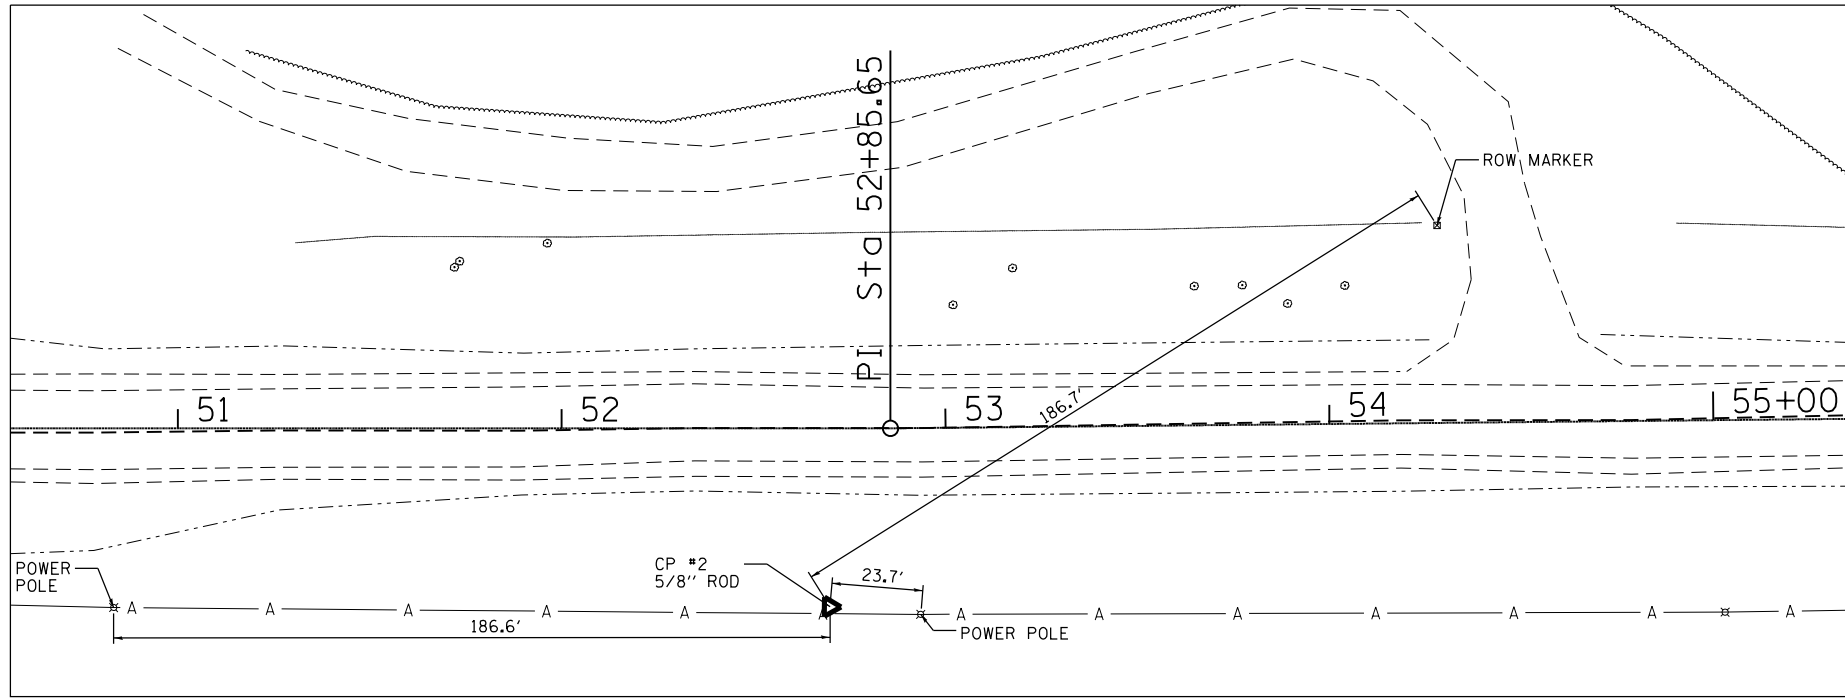 PI Sta 52+85.65
ROW MARKER
51
52
53
54
55+00
186.7'
POWER
POLE
CP #2
5/8" ROD
23.7'
A A A A A A A A A A A A A
186.6'
POWER POLE